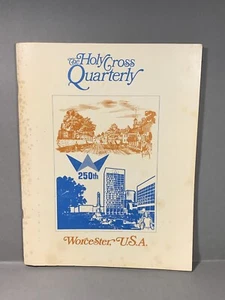 The Holy Cross
Quarterly
250th
Worcester, U.S.A.